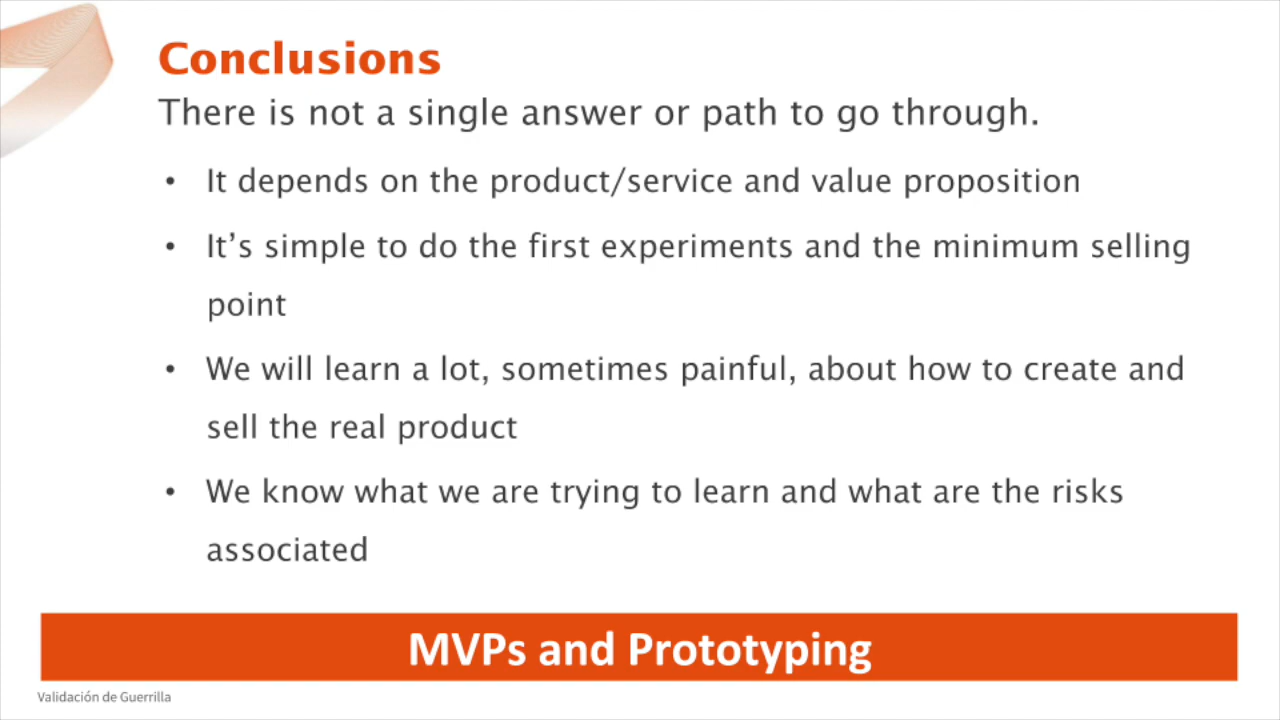 Conclusions
There is not a single answer or path to go through.
• It depends on the product/service and value proposition
• It’s simple to do the first experiments and the minimum selling
point
• We will learn a lot, sometimes painful, about how to create and
sell the real product
• We know what we are trying to learn and what are the risks
associated
MVPs and Prototyping
Validación de Guerrilla